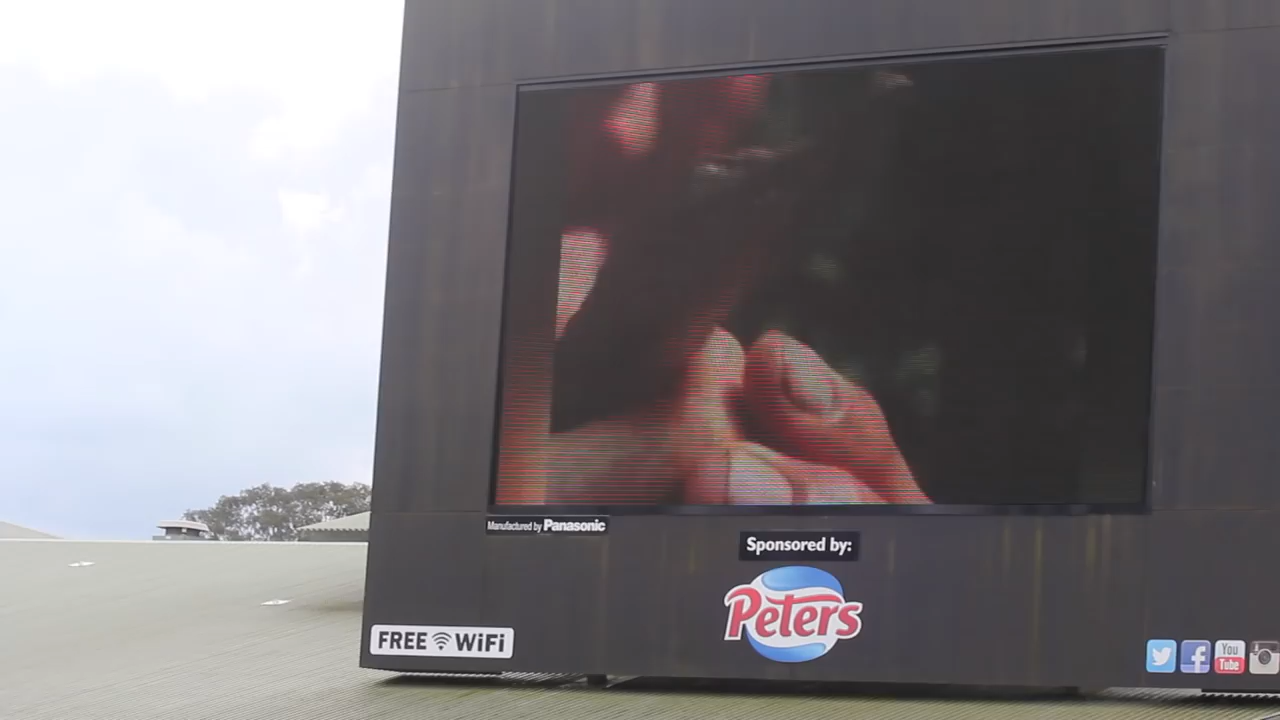 Manufactured by Panasonic
Sponsored by:
Peters
FREE WiFi
You
Tube